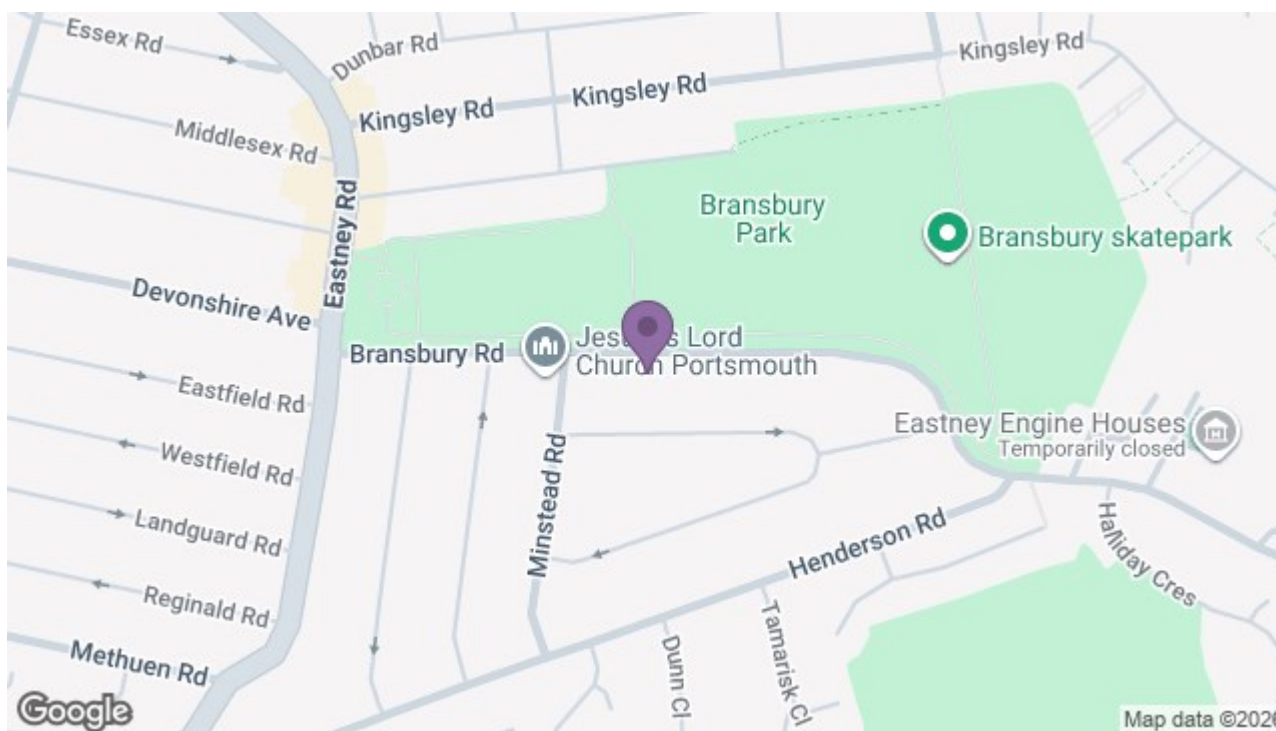 Essex Rd
Dunbar Rd
Kingsley Rd
Kingsley Rd
Kingsley Rd
Middlesex Rd
Eastney Rd
Bransbury
Park
Bransbury skatepark
Devonshire Ave
Bransbury Rd
Lord
Church Portsmouth
Eastfield Rd
Westfield Rd
Landguard Rd
Reginald Rd
Methuen Rd
Minstead Rd
Eastney Engine Houses
Temporarily closed
Henderson Rd
Halliday Cres
Tamarisk Cl
Dunn Cl
Google
Map data ©2026